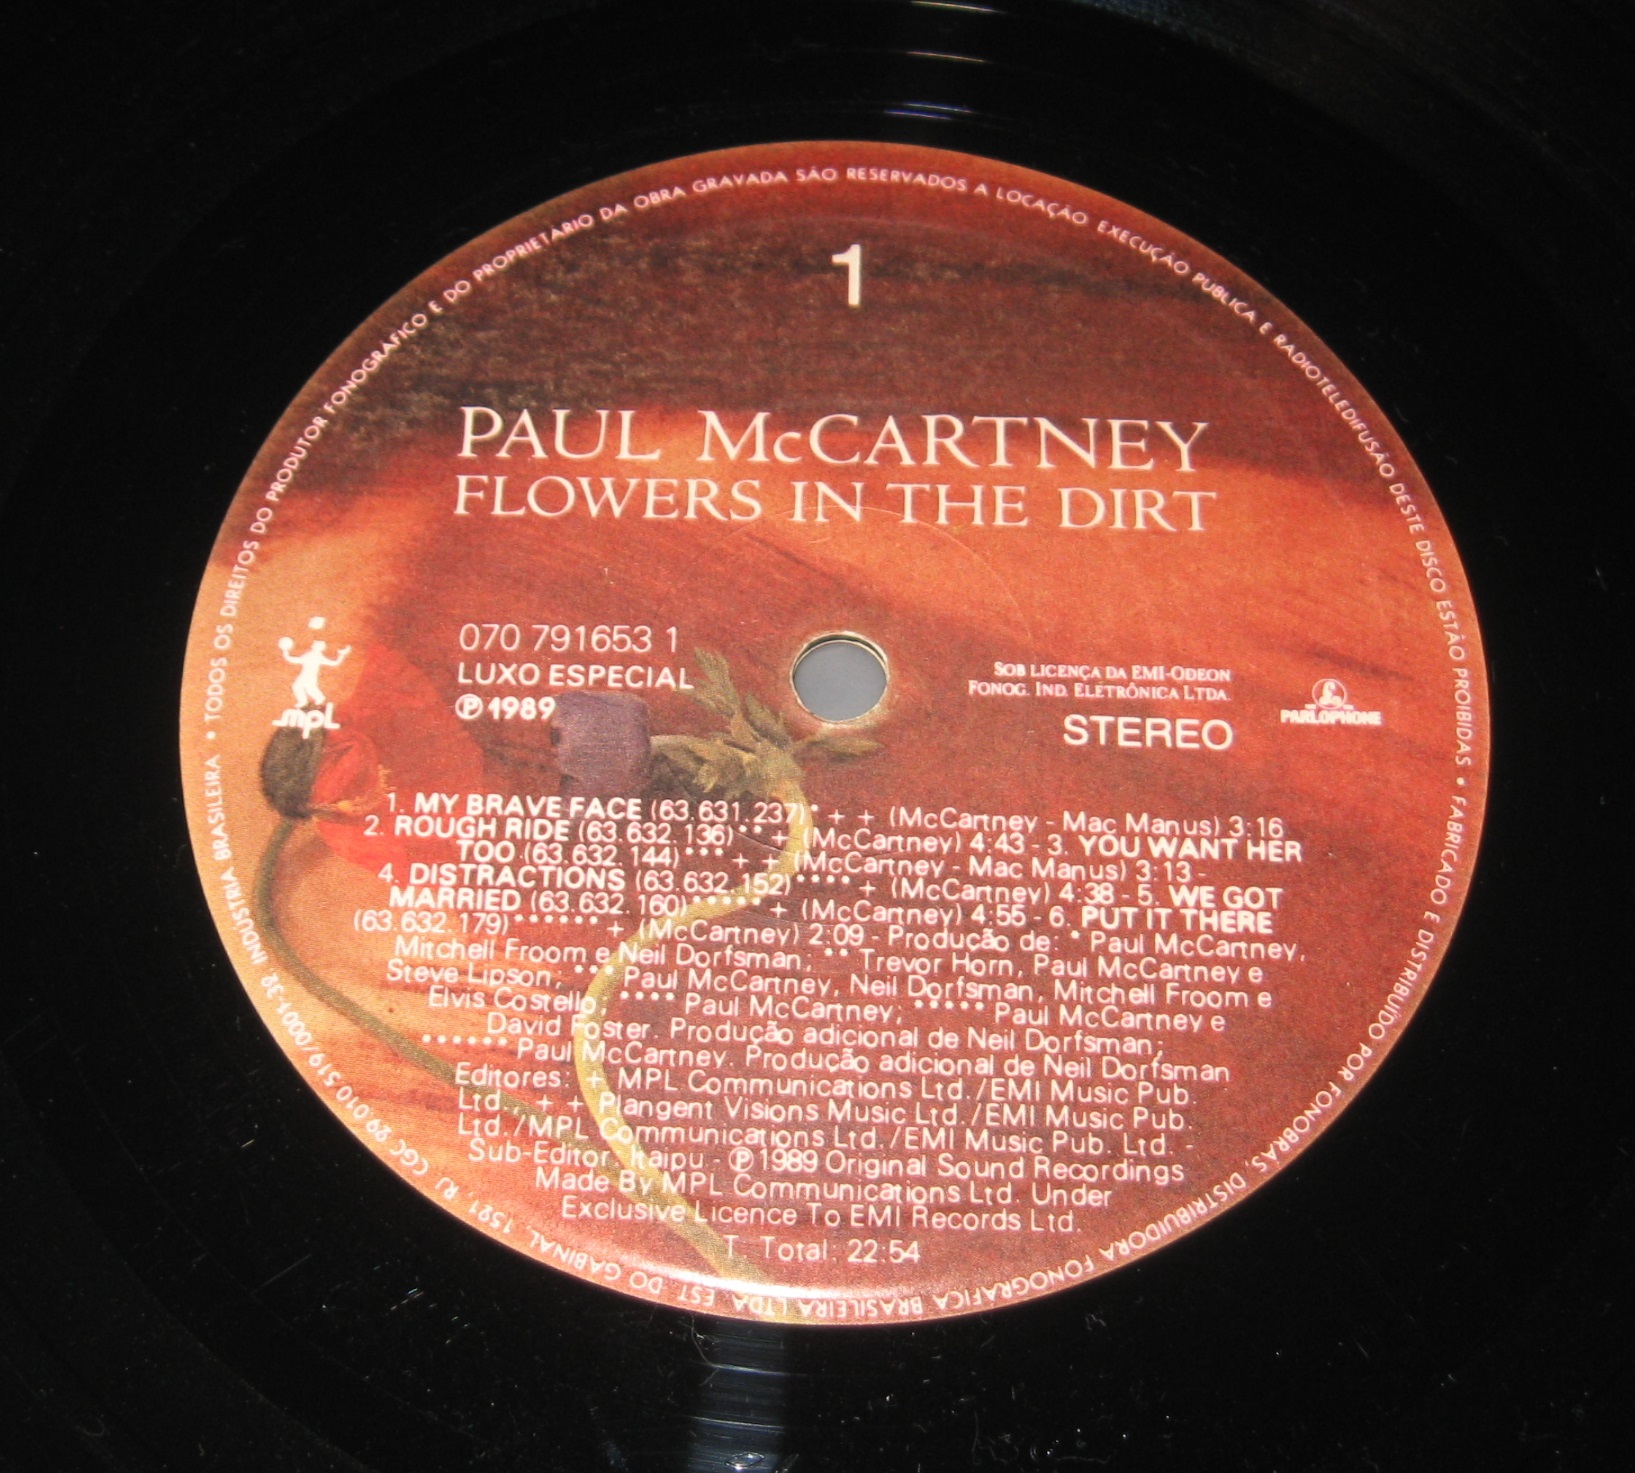 1
PAUL McCARTNEY
FLOWERS IN THE DIRT
070 791653 1
LUXO ESPECIAL
Ⓟ 1989
mpl
SOB LICENÇA DA EMI-ODEON
FONOG. IND. ELETRÔNICA LTDA.
STEREO
PARLOPHONE
1. MY BRAVE FACE (63.631.237) • + + (McCartney - Mac Manus) 3:16
2. ROUGH RIDE (63.632.136) •• + (McCartney) 4:43 - 3. YOU WANT HER
TOO (63.632.144) ••• + + (McCartney - Mac Manus) 3:13 -
4. DISTRACTIONS (63.632.152) •••• + (McCartney) 4:38 - 5. WE GOT
MARRIED (63.632.160) ••••• + (McCartney) 4:55 - 6. PUT IT THERE
(63.632.179) •••••• + (McCartney) 2:09 - Produção de: • Paul McCartney,
Mitchell Froom e Neil Dorfsman; •• Trevor Horn, Paul McCartney e
Steve Lipson; ••• Paul McCartney, Neil Dorfsman, Mitchell Froom e
Elvis Costello; •••• Paul McCartney; ••••• Paul McCartney e
David Foster. Produção adicional de Neil Dorfsman;
•••••• Paul McCartney. Produção adicional de Neil Dorfsman
Editores: + MPL Communications Ltd./EMI Music Pub.
Ltd., + + Plangent Visions Music Ltd./EMI Music Pub.
Ltd./MPL Communications Ltd./EMI Music Pub. Ltd. -
Sub-Editor Itaipu - Ⓟ 1989 Original Sound Recordings
Made By MPL Communications Ltd. Under
Exclusive Licence To EMI Records Ltd.
T. Total: 22:54
• TODOS OS DIREITOS DO PRODUTOR FONOGRÁFICO E DO PROPRIETÁRIO DA OBRA GRAVADA SÃO RESERVADOS A LOCAÇÃO EXECUÇÃO PUBLICA E RADIOTELEDIFUSÃO DESTE DISCO ESTÃO PROIBIDAS • FABRICADO E DISTRIBUÍDO POR FONOBRÁS, DISTRIBUIDORA FONOGRÁFICA BRASILEIRA LTDA. EST. DO GABINAL, 1521, RJ CGC 29.010.519/0001-32 INDÚSTRIA BRASILEIRA